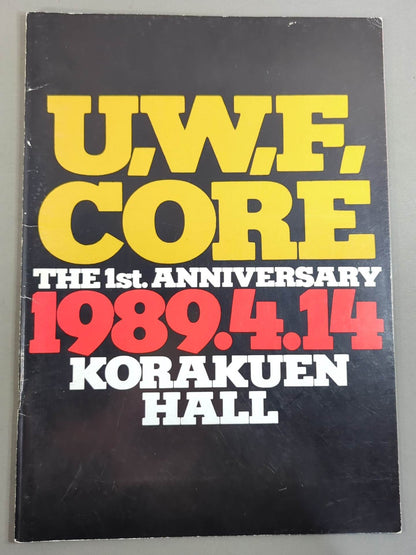 U,W,F,
CORE
THE 1st. ANNIVERSARY
1989.4.14
KORAKUEN
HALL